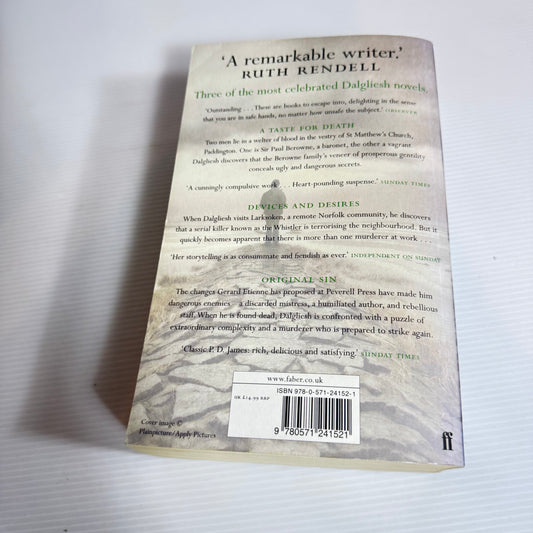 ‘A remarkable writer.’
RUTH RENDELL
Three of the most celebrated Dalgliesh novels.
‘Outstanding . . . There are books to escape into, delighting in the sense
that you are in safe hands, no matter how unsafe the subject.’ OBSERVER
A TASTE FOR DEATH
Two men lie in a welter of blood in the vestry of St Matthew’s Church,
Paddington. One is Sir Paul Berowne, a baronet, the other a vagrant.
Dalgliesh discovers that the Berowne family’s veneer of prosperous gentility
conceals ugly and dangerous secrets.
‘A cunningly compulsive work . . . Heart-pounding suspense.’ SUNDAY TIMES
DEVICES AND DESIRES
When Dalgliesh visits Larksoken, a remote Norfolk community, he discovers
that a serial killer known as the Whistler is terrorising the neighbourhood. But it
quickly becomes apparent that there is more than one murderer at work . . .
‘Her storytelling is as consummate and fiendish as ever.’ INDEPENDENT ON SUNDAY
ORIGINAL SIN
The changes Gerard Etienne has proposed at Peverell Press have made him
dangerous enemies – a discarded mistress, a humiliated author, and rebellious
staff. When he is found dead, Dalgliesh is confronted with a puzzle of
extraordinary complexity and a murderer who is prepared to strike again.
‘Classic P. D. James: rich, delicious and satisfying.’ SUNDAY TIMES
www.faber.co.uk
UK £14.99 RRP
ISBN 978-0-571-24152-1
9 780571 241521
Cover image ©
Plainpicture/Apply Pictures
ff